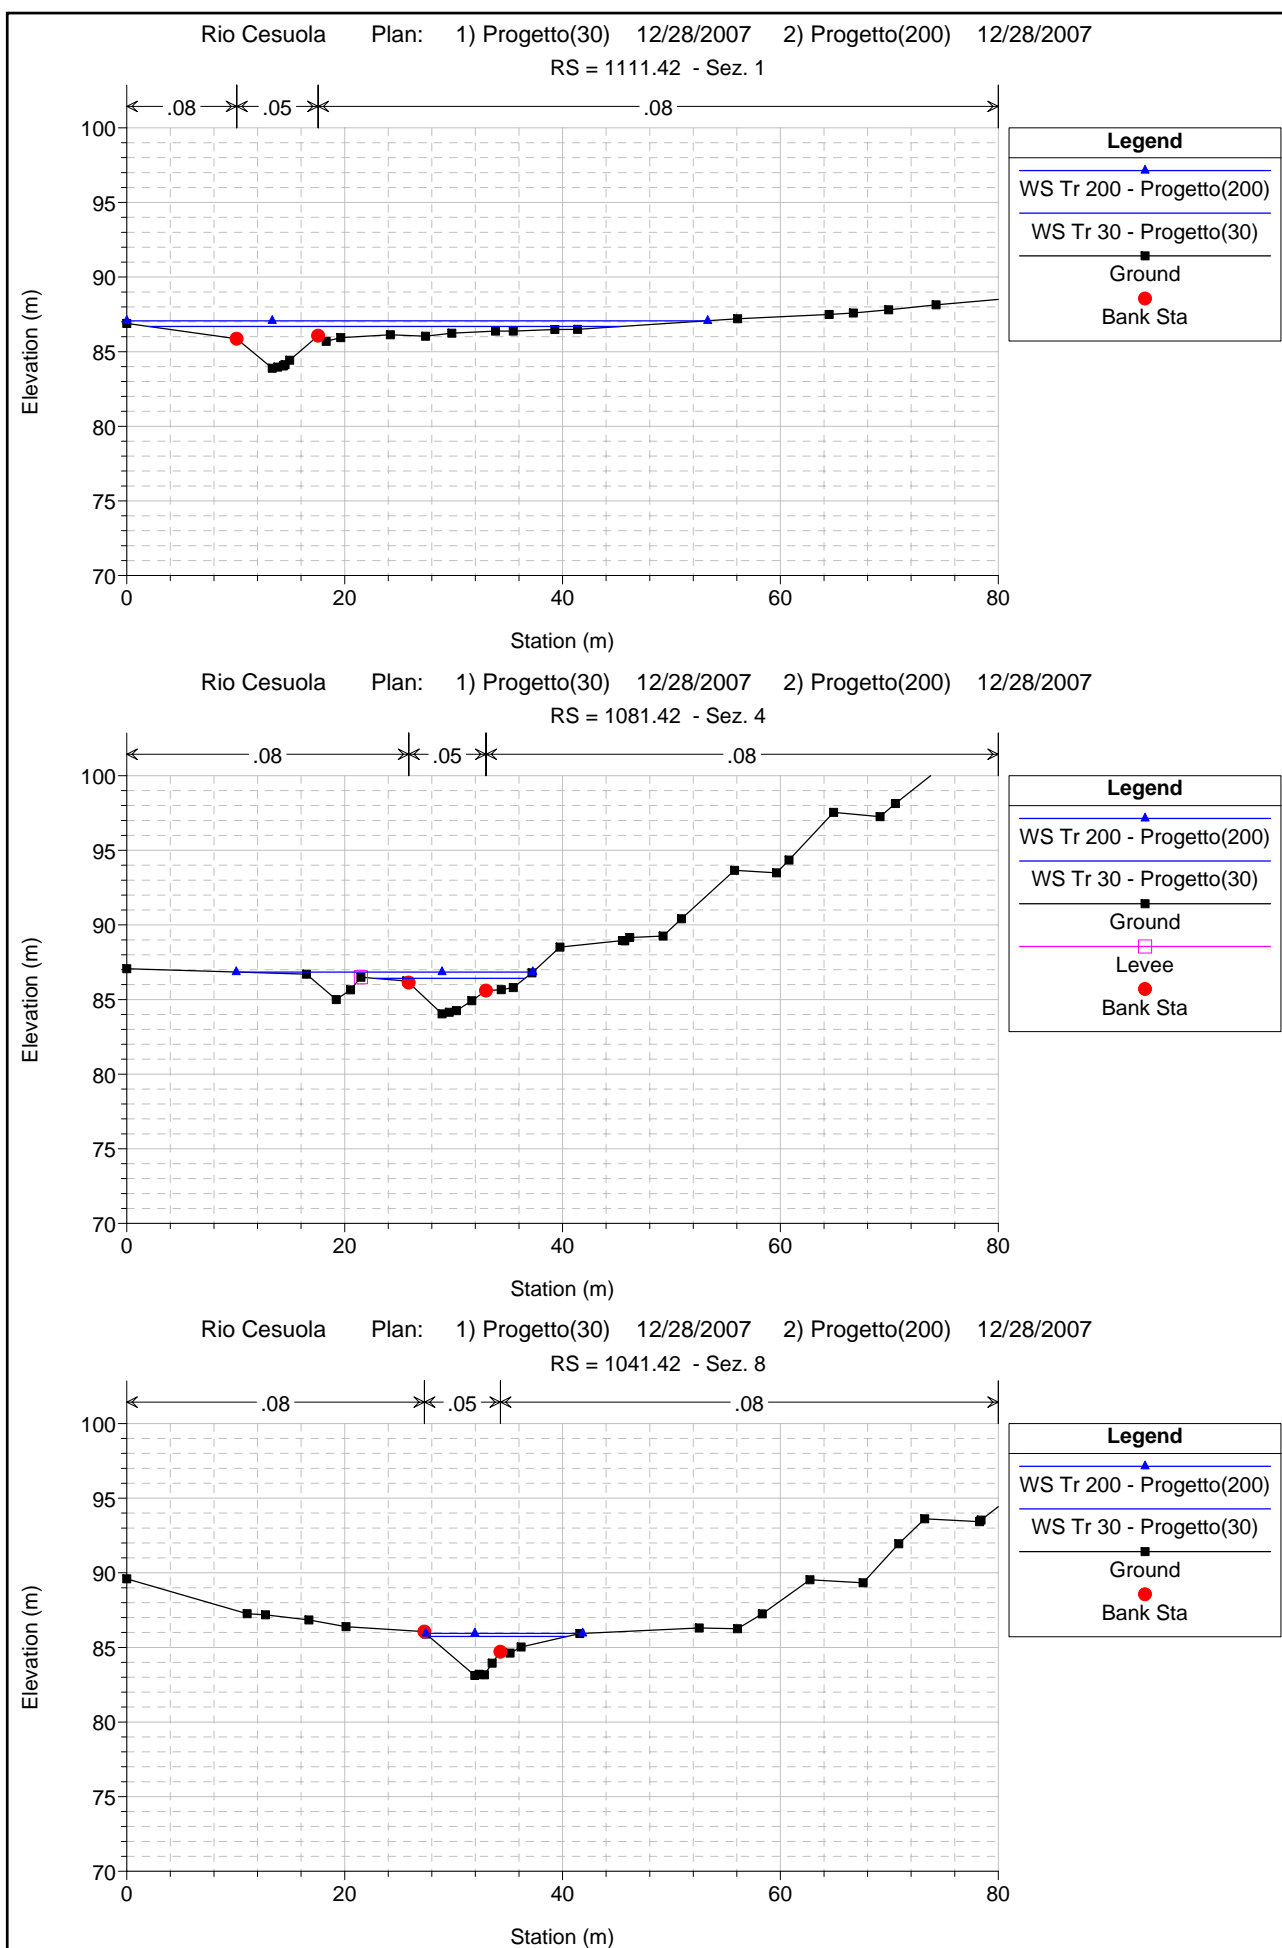 Rio Cesuola Plan: 1) Progetto(30) 12/28/2007 2) Progetto(200) 12/28/2007
RS = 1111.42 - Sez. 1
.08 .05 .08
100
95
90
85
80
75
70
0 20 40 60 80
Elevation (m)
Station (m)
Legend
WS Tr 200 - Progetto(200)
WS Tr 30 - Progetto(30)
Ground
Bank Sta
Rio Cesuola Plan: 1) Progetto(30) 12/28/2007 2) Progetto(200) 12/28/2007
RS = 1081.42 - Sez. 4
.08 .05 .08
100
95
90
85
80
75
70
0 20 40 60 80
Elevation (m)
Station (m)
Legend
WS Tr 200 - Progetto(200)
WS Tr 30 - Progetto(30)
Ground
Levee
Bank Sta
Rio Cesuola Plan: 1) Progetto(30) 12/28/2007 2) Progetto(200) 12/28/2007
RS = 1041.42 - Sez. 8
.08 .05 .08
100
95
90
85
80
75
70
0 20 40 60 80
Elevation (m)
Station (m)
Legend
WS Tr 200 - Progetto(200)
WS Tr 30 - Progetto(30)
Ground
Bank Sta